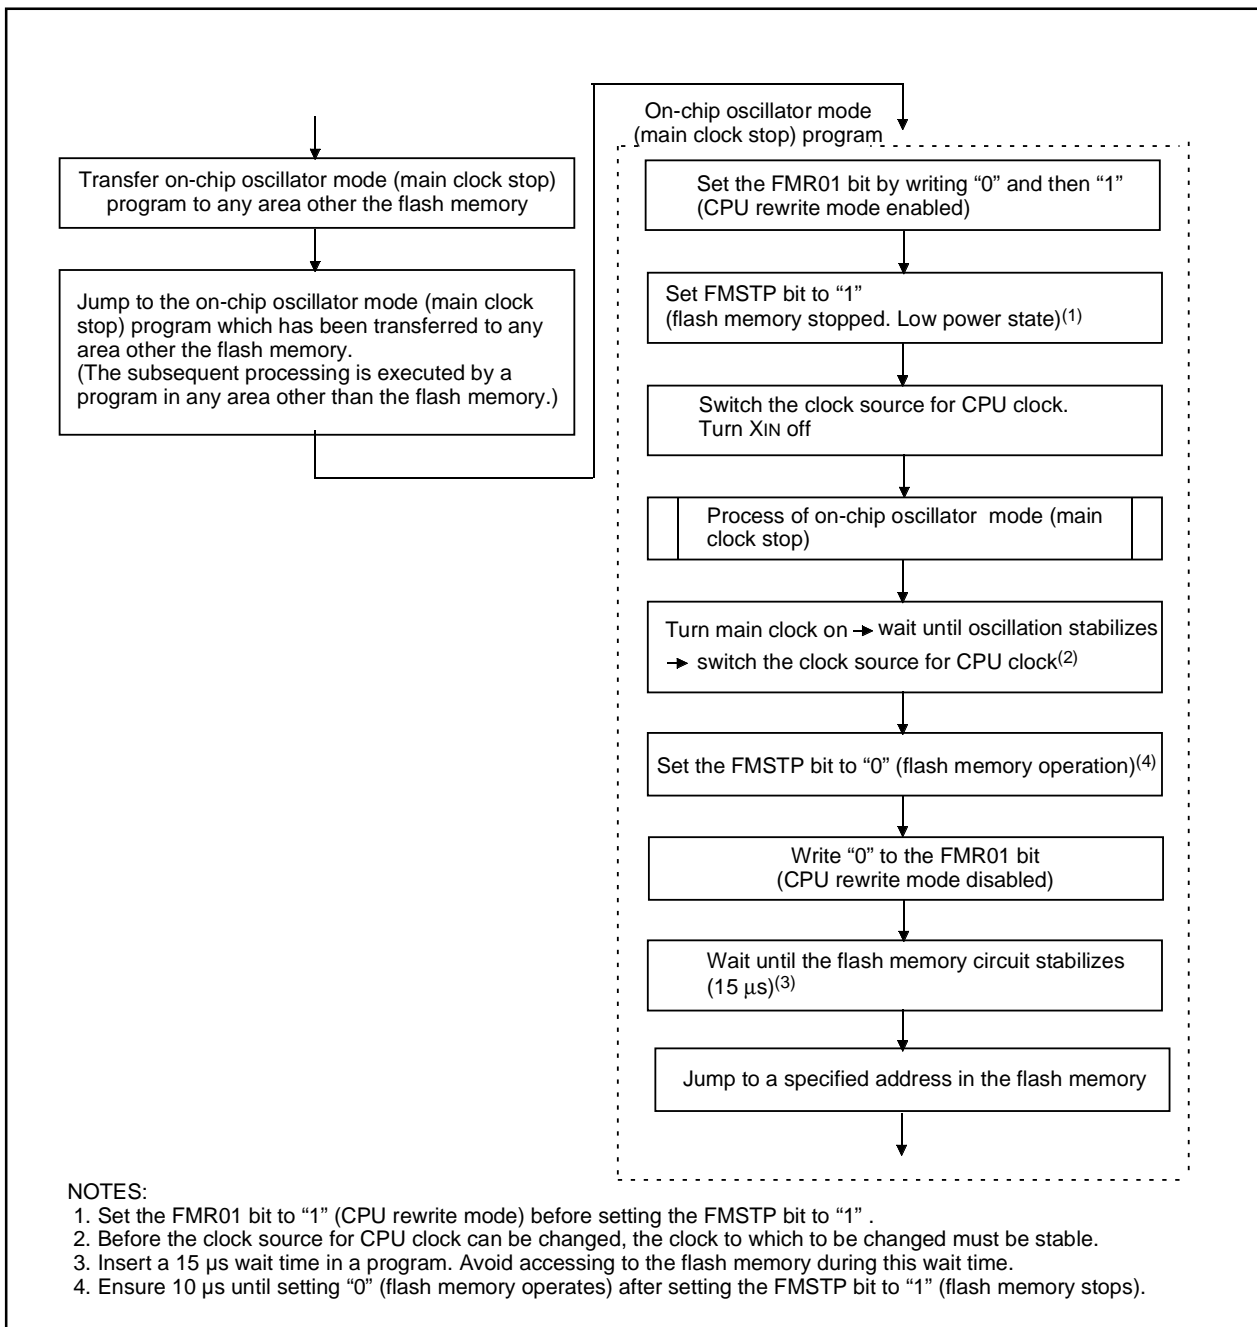 Transfer on-chip oscillator mode (main clock stop)
program to any area other the flash memory
Jump to the on-chip oscillator mode (main clock
stop) program which has been transferred to any
area other the flash memory.
(The subsequent processing is executed by a
program in any area other than the flash memory.)
On-chip oscillator mode
(main clock stop) program
Set the FMR01 bit by writing “0” and then “1”
(CPU rewrite mode enabled)
Set FMSTP bit to “1”
(flash memory stopped. Low power state)(1)
Switch the clock source for CPU clock.
Turn XIN off
Process of on-chip oscillator mode (main
clock stop)
Turn main clock on → wait until oscillation stabilizes
→ switch the clock source for CPU clock(2)
Set the FMSTP bit to “0” (flash memory operation)(4)
Write “0” to the FMR01 bit
(CPU rewrite mode disabled)
Wait until the flash memory circuit stabilizes
(15 μs)(3)
Jump to a specified address in the flash memory
NOTES:
1. Set the FMR01 bit to “1” (CPU rewrite mode) before setting the FMSTP bit to “1” .
2. Before the clock source for CPU clock can be changed, the clock to which to be changed must be stable.
3. Insert a 15 μs wait time in a program. Avoid accessing to the flash memory during this wait time.
4. Ensure 10 μs until setting “0” (flash memory operates) after setting the FMSTP bit to “1” (flash memory stops).